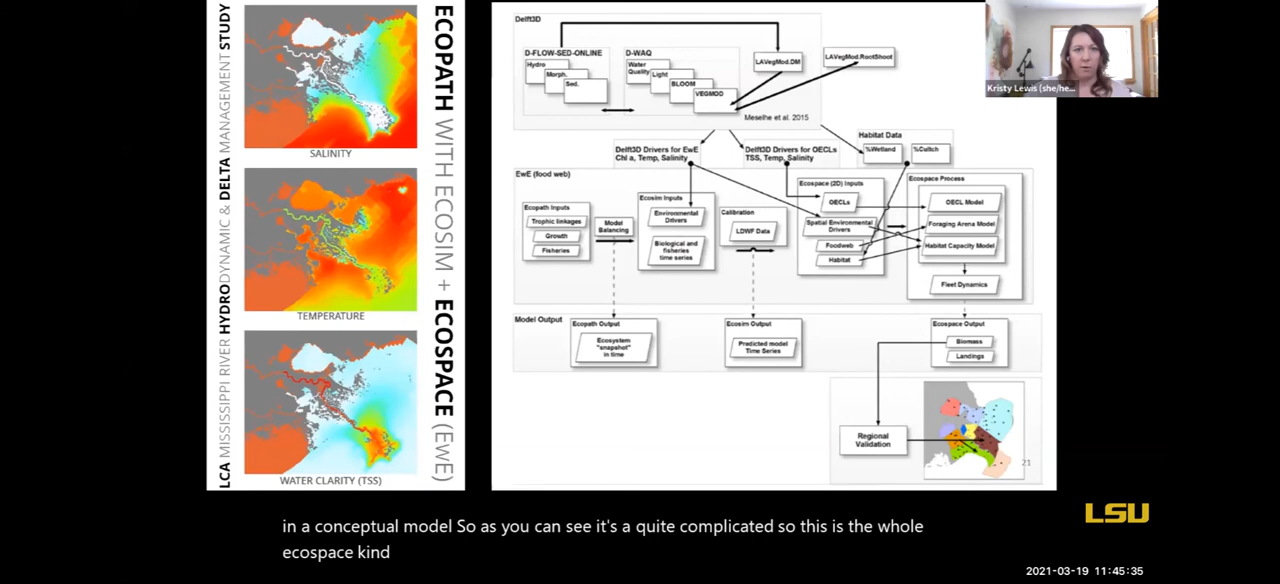 LCA MISSISSIPPI RIVER HYDRODYNAMIC & DELTA MANAGEMENT STUDY
SALINITY
TEMPERATURE
WATER CLARITY (TSS)
ECOPATH WITH ECOSIM + ECOSPACE (EwE)
Delft3D
D-FLOW-SED-ONLINE
Hydro
Morph.
Sed.
D-WAQ
Water
Quality
Light
BLOOM
VEGMOD
LAVegMod.DM
LAVegMod.RootShoot
Meselhe et al. 2015
Delft3D Drivers for EwE
Chl a, Temp, Salinity
Delft3D Drivers for OECLs
TSS, Temp, Salinity
Habitat Data
%Wetland
%Cultch
EwE (food web)
Ecopath Inputs
Trophic linkages
Growth
Fisheries
Model
Balancing
Ecosim Inputs
Environmental
Drivers
Biological and
fisheries
time series
Calibration
LDWF Data
Ecospace (2D) Inputs
OECLs
Spatial Environmental
Drivers
Foodweb
Habitat
Ecospace Process
OECL Model
Foraging Arena Model
Habitat Capacity Model
Fleet Dynamics
Model Output
Ecopath Output
Ecosystem
"snapshot"
in time
Ecosim Output
Predicted model
Time Series
Ecospace Output
Biomass
Landings
Regional
Validation
21
Kristy Lewis (she/he...
in a conceptual model So as you can see it's a quite complicated so this is the whole
ecospace kind
LSU
2021-03-19 11:45:35